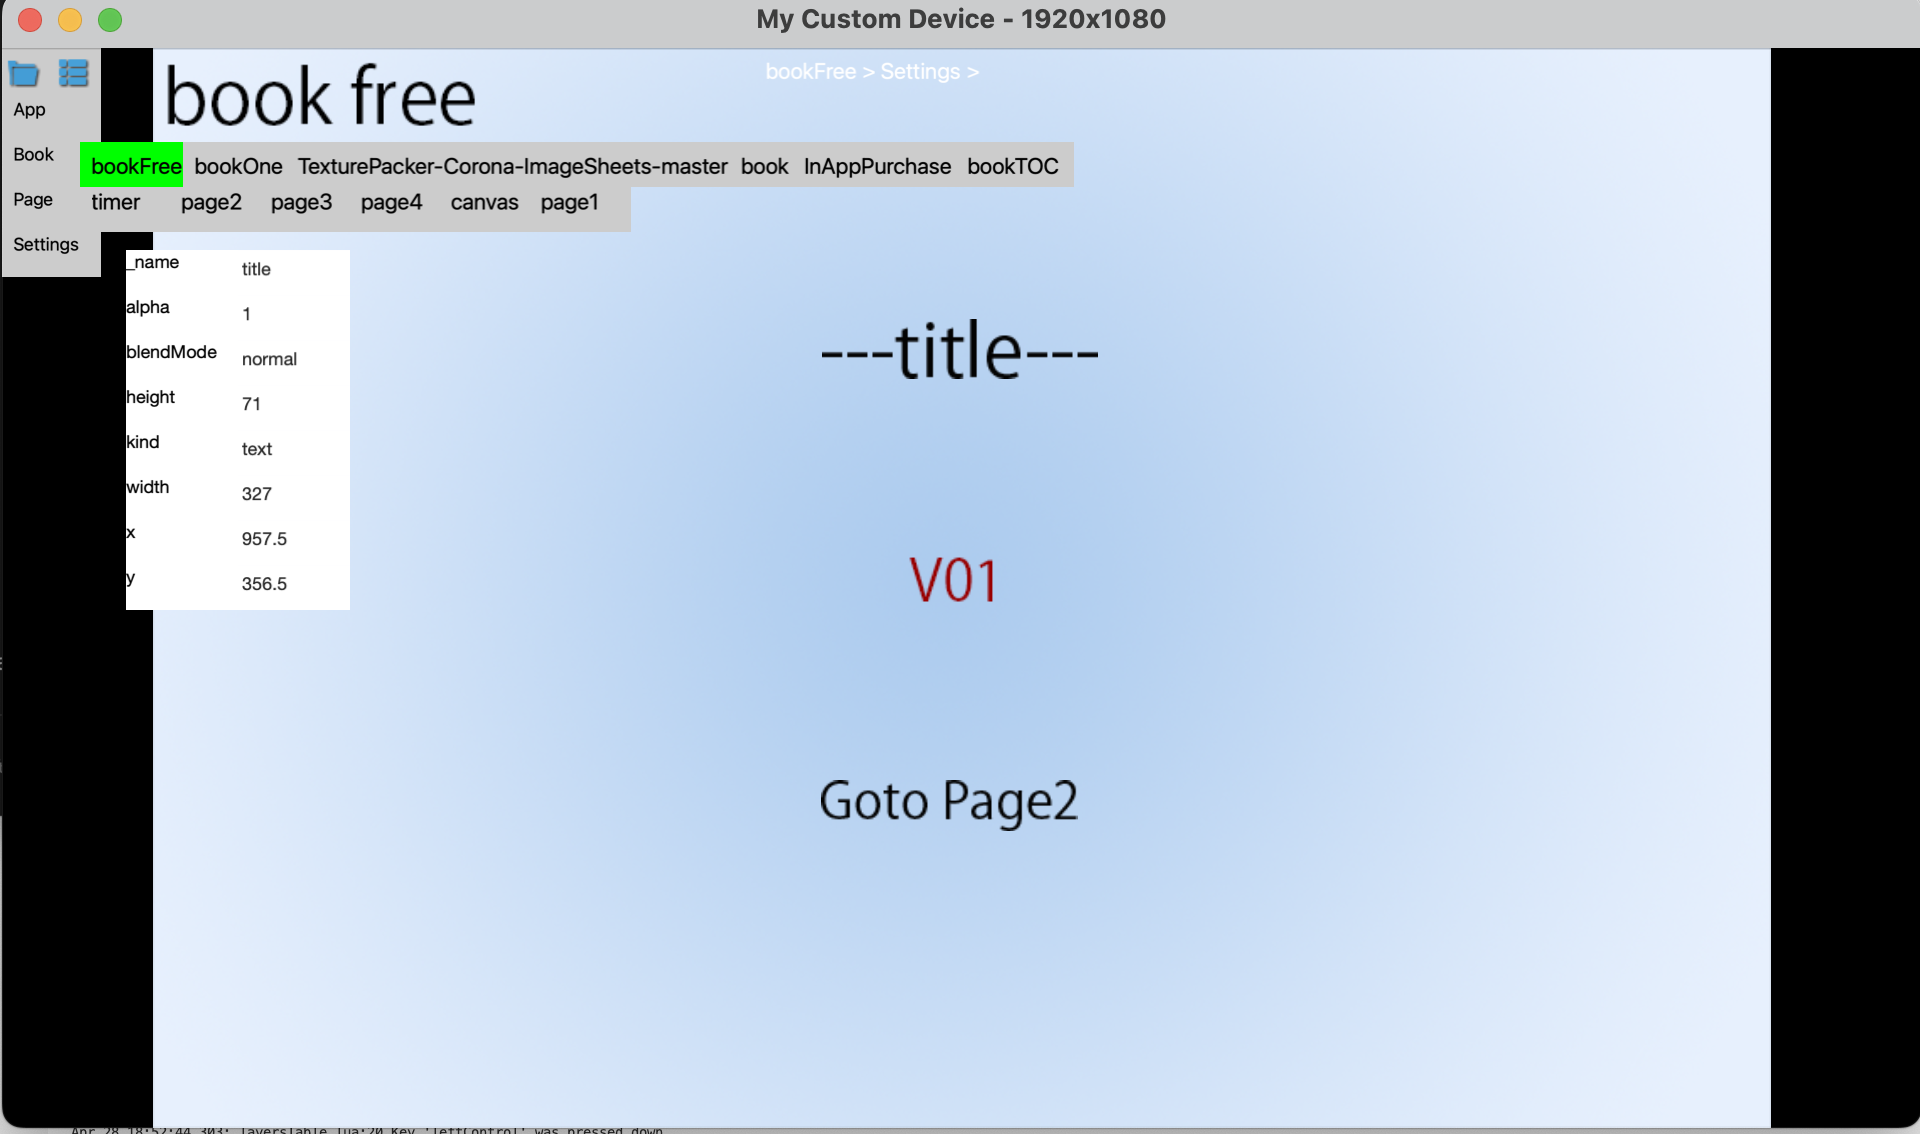 My Custom Device - 1920x1080
App
Book
Page
Settings
book free
bookFree > Settings >
bookFree bookOne TexturePacker-Corona-ImageSheets-master book InAppPurchase bookTOC
timer page2 page3 page4 canvas page1
_name title
alpha 1
blendMode normal
height 71
kind text
width 327
x 957.5
y 356.5
---title---
V01
Goto Page2